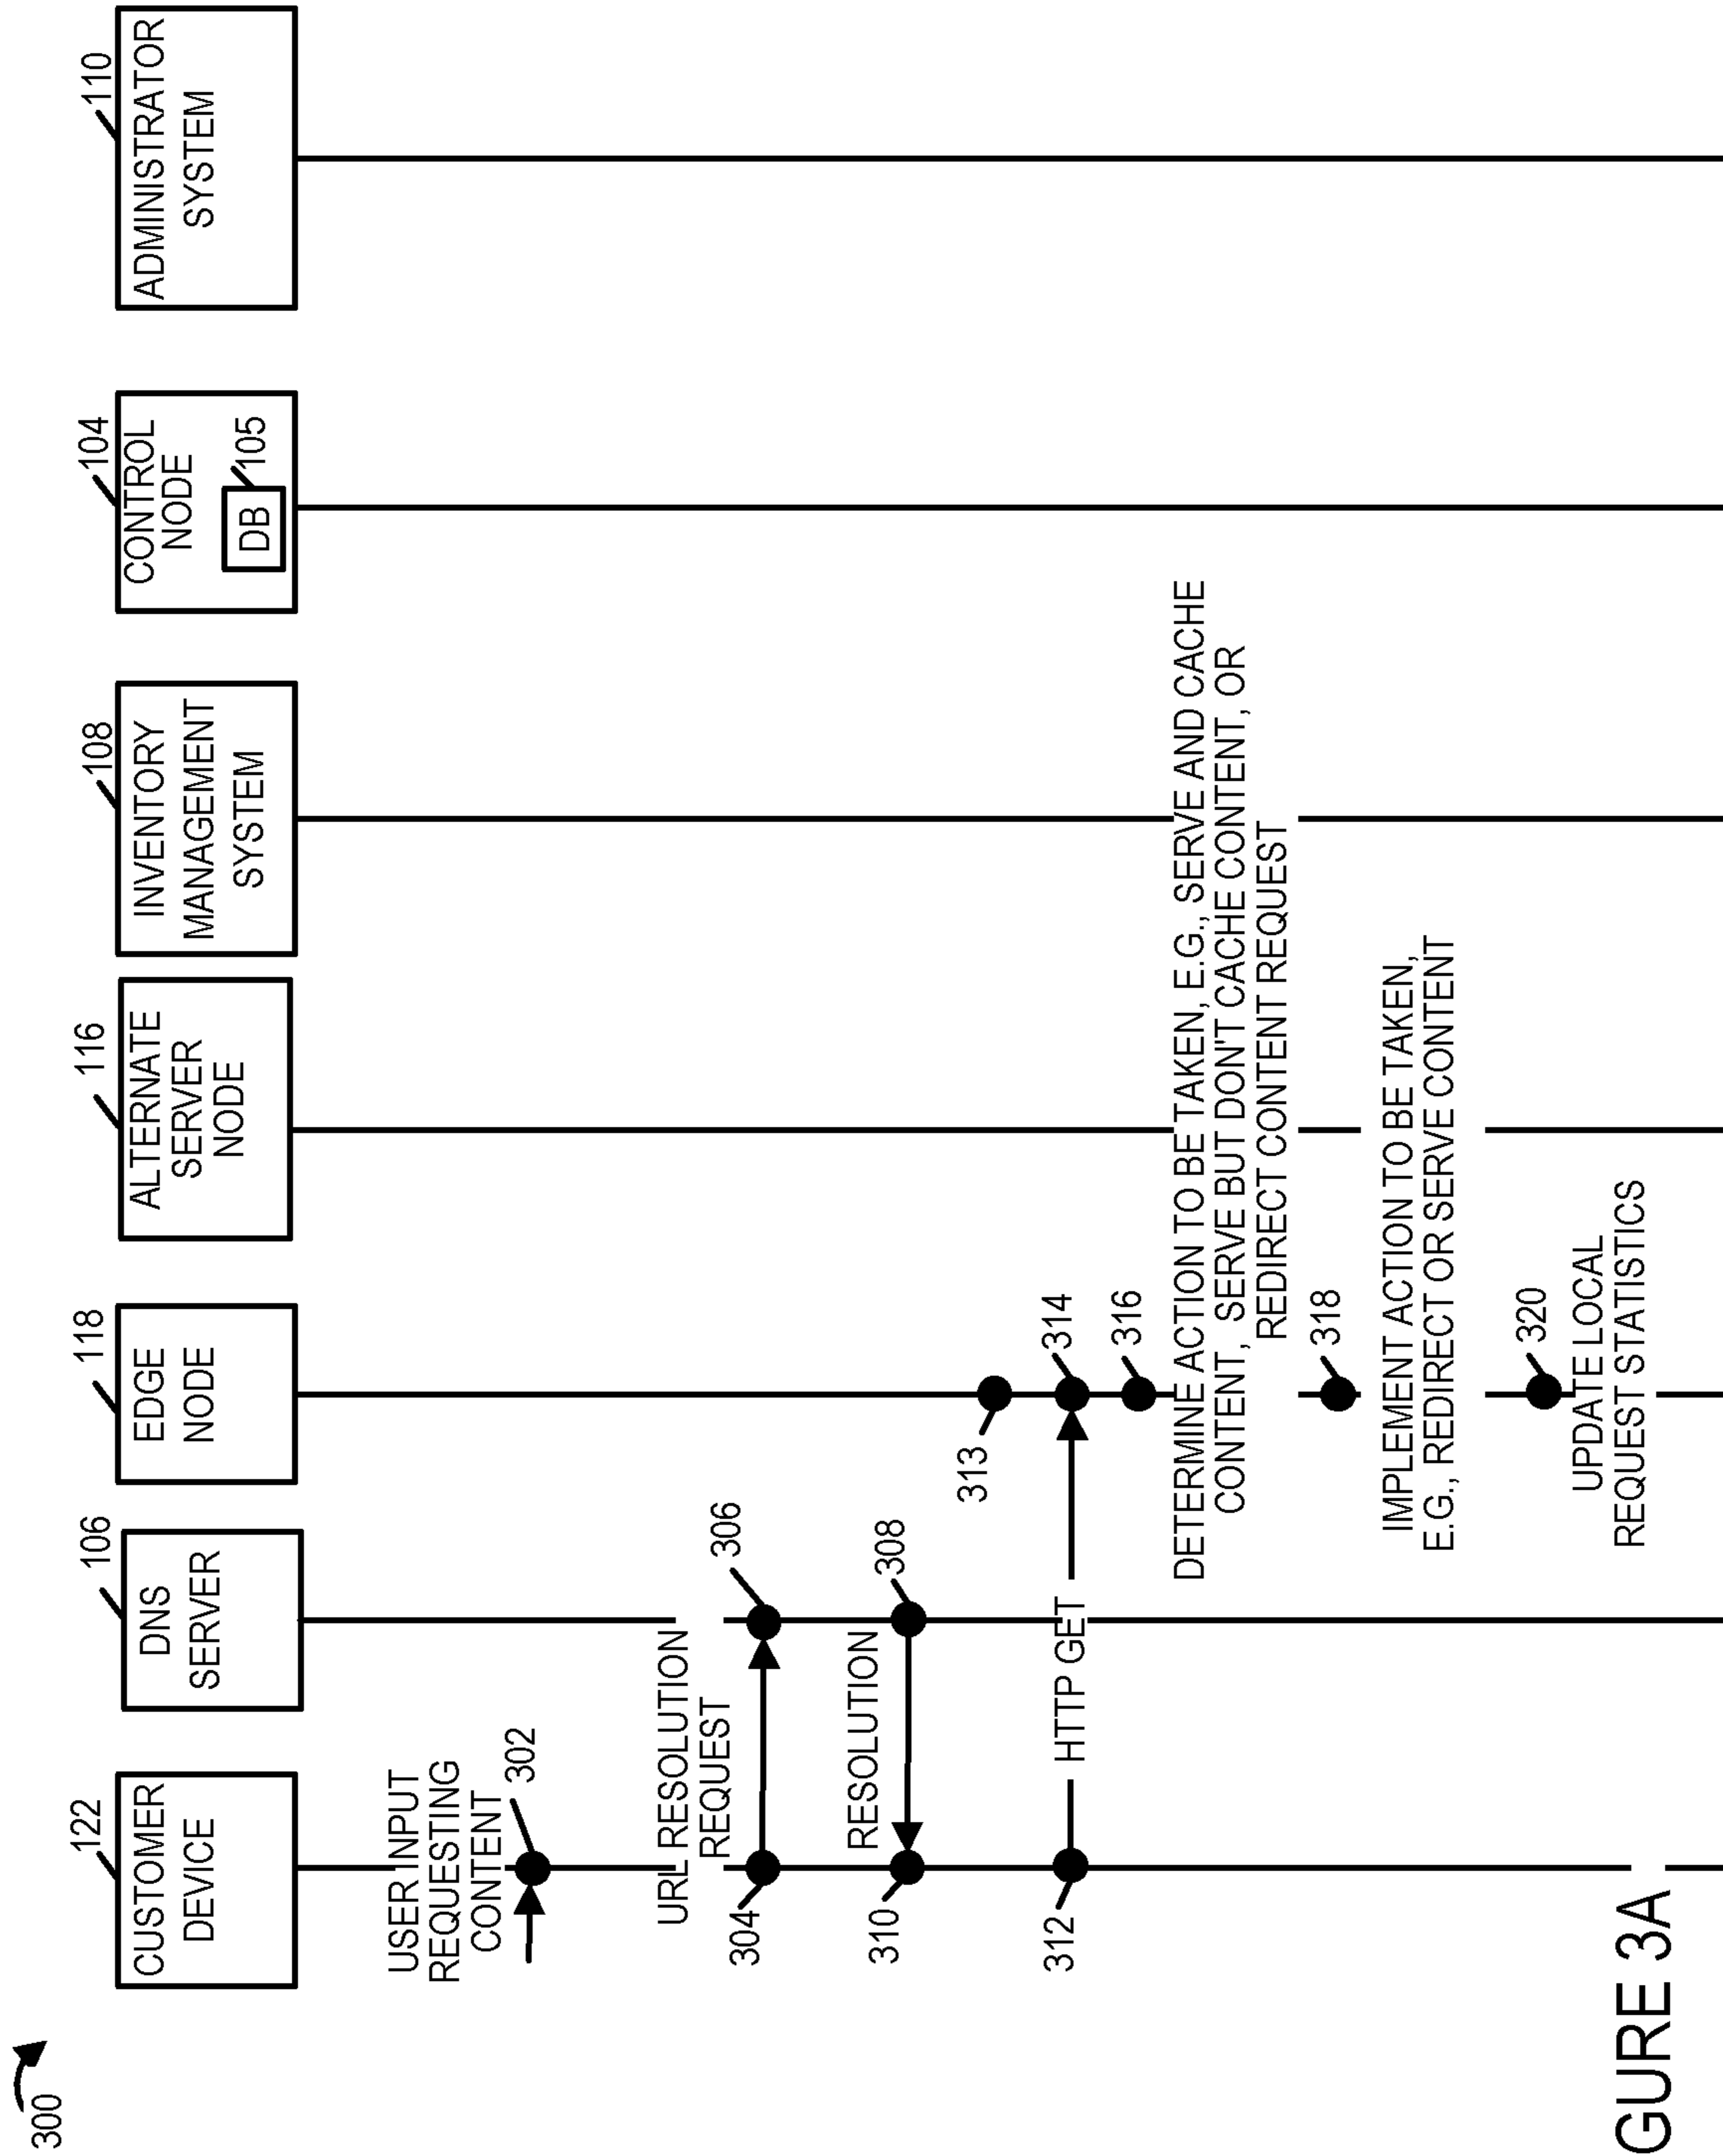 300
122
CUSTOMER
DEVICE
106
DNS
SERVER
118
EDGE
NODE
116
ALTERNATE
SERVER
NODE
108
INVENTORY
MANAGEMENT
SYSTEM
104
CONTROL
NODE
DB
105
110
ADMINISTRATOR
SYSTEM
USER INPUT
REQUESTING
CONTENT
302
URL RESOLUTION
REQUEST
304
306
RESOLUTION
310
308
313
312
HTTP GET
314
316
DETERMINE ACTION TO BE TAKEN, E.G., SERVE AND CACHE
CONTENT, SERVE BUT DON'T CACHE CONTENT, OR
REDIRECT CONTENT REQUEST
318
IMPLEMENT ACTION TO BE TAKEN,
E.G., REDIRECT OR SERVE CONTENT
320
UPDATE LOCAL
REQUEST STATISTICS
GURE 3A